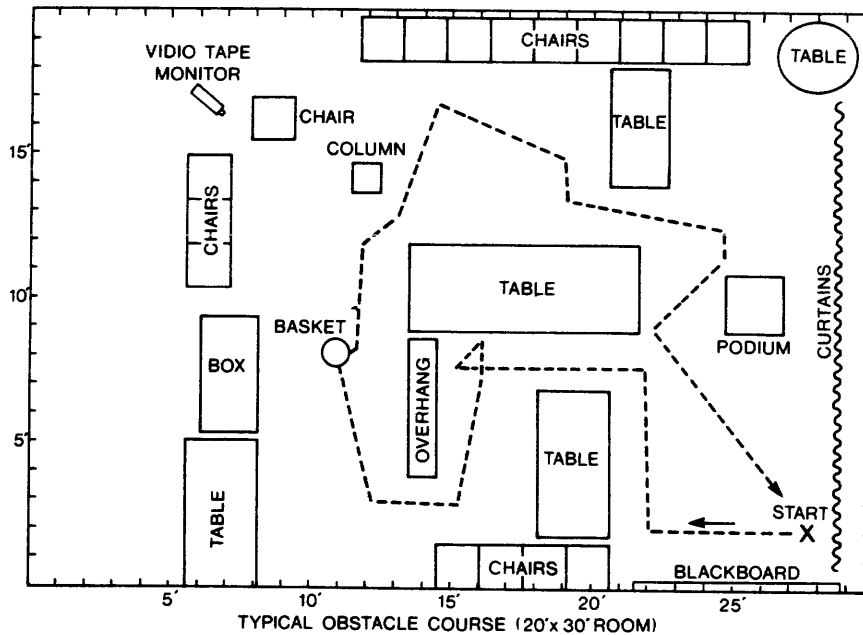 CHAIRS
TABLE
VIDIO TAPE
MONITOR
CHAIR
TABLE
COLUMN
15'
CHAIRS
CURTAINS
TABLE
10'
BASKET
PODIUM
BOX
OVERHANG
5'
TABLE
TABLE
START
X
CHAIRS
BLACKBOARD
5' 10' 15' 20' 25'
TYPICAL OBSTACLE COURSE (20'x 30' ROOM)